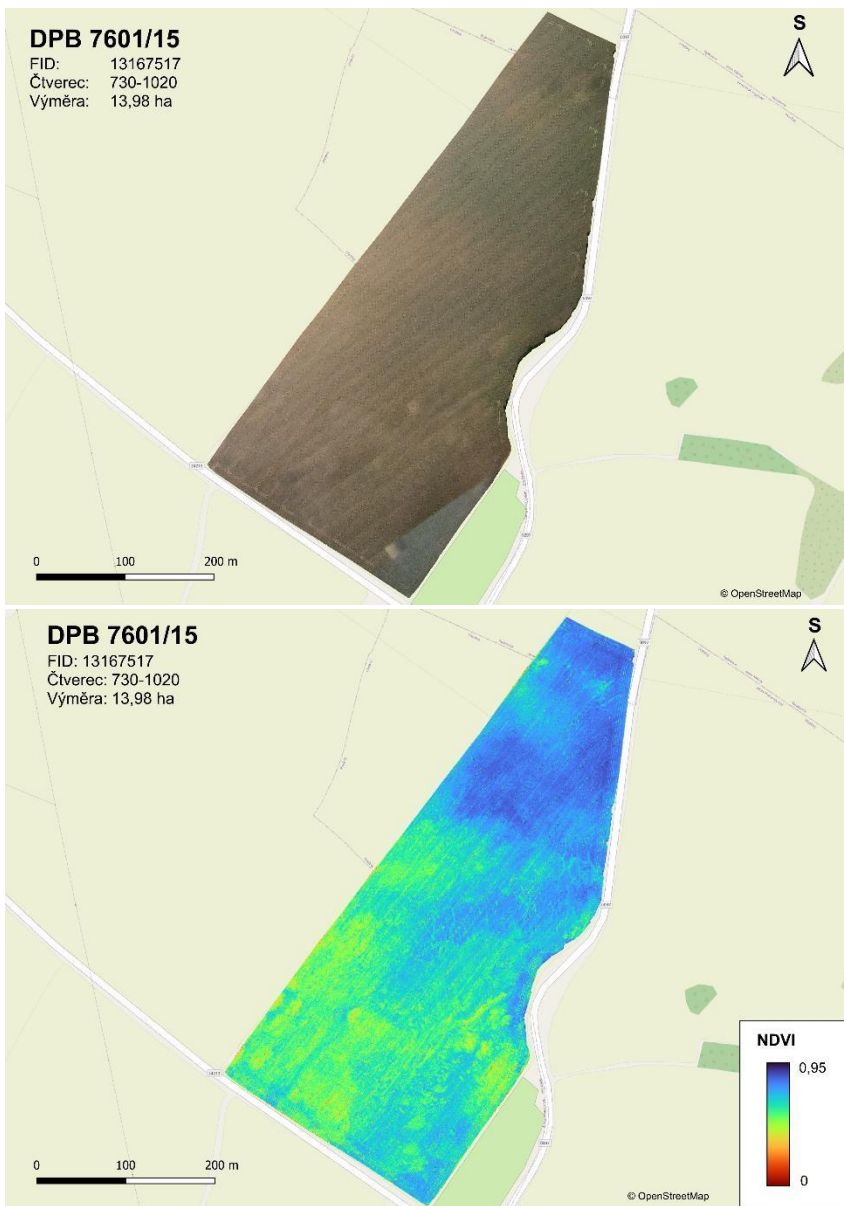 DPB 7601/15
FID: 13167517
Čtverec: 730-1020
Výměra: 13,98 ha
S
0 100 200 m
© OpenStreetMap
DPB 7601/15
FID: 13167517
Čtverec: 730-1020
Výměra: 13,98 ha
S
NDVI
0,95
0
0 100 200 m
© OpenStreetMap